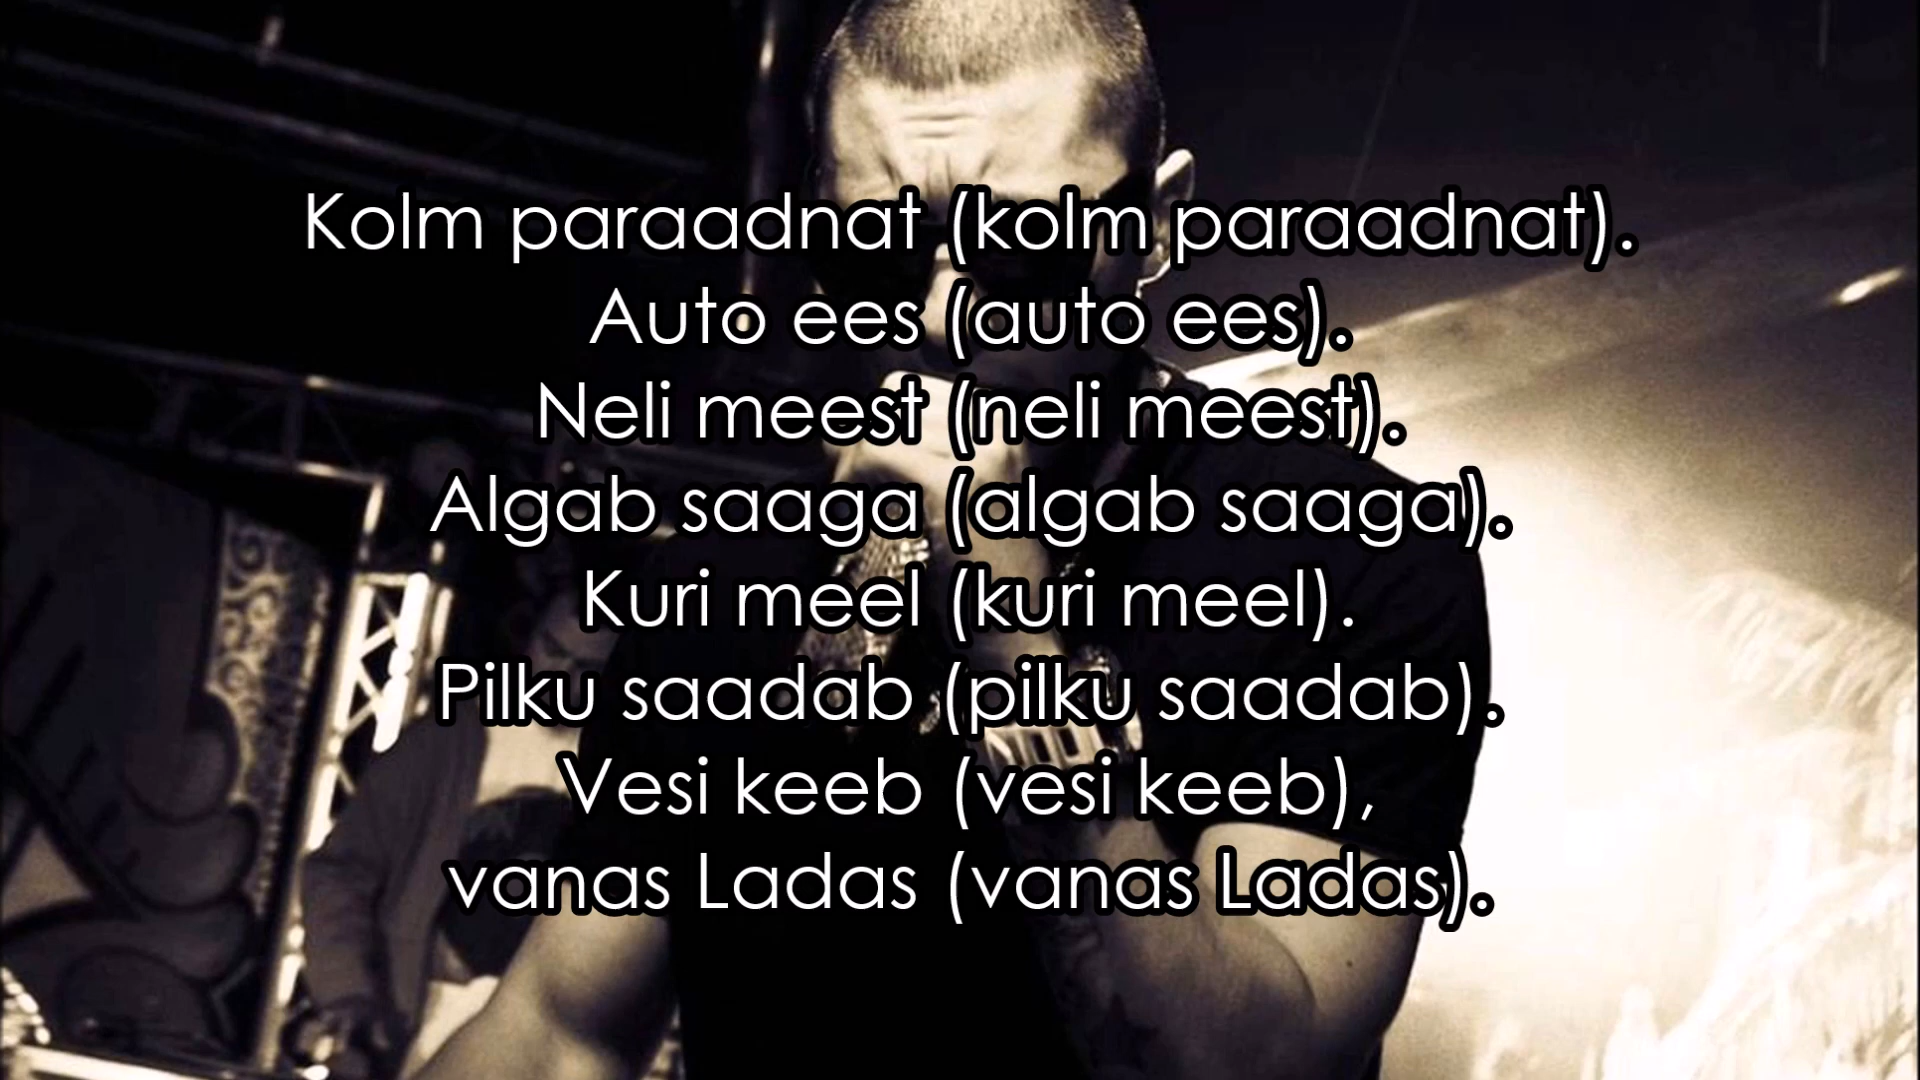 Kolm paraadnat (kolm paraadnat).
Auto ees (auto ees).
Neli meest (neli meest).
Algab saaga (algab saaga).
Kuri meel (kuri meel).
Pilku saadab (pilku saadab).
Vesi keeb (vesi keeb),
vanas Ladas (vanas Ladas).